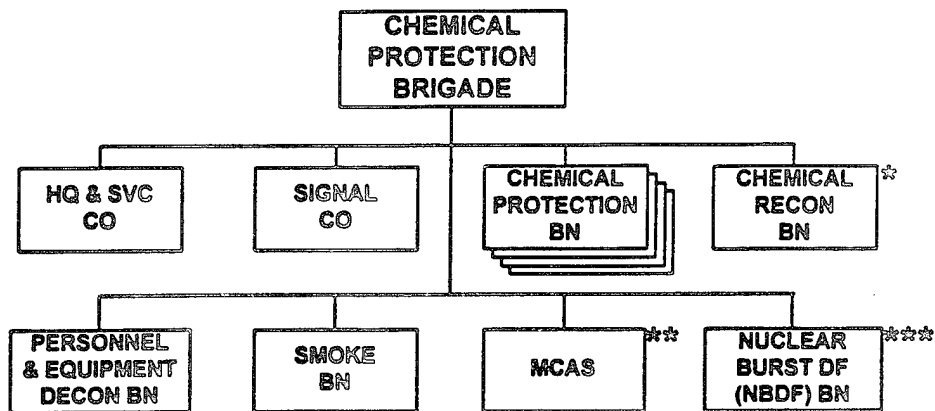 CHEMICAL
PROTECTION
BRIGADE
HQ & SVC
CO
SIGNAL
CO
CHEMICAL
PROTECTION
BN
CHEMICAL
RECON
BN
*
PERSONNEL
& EQUIPMENT
DECON BN
SMOKE
BN
MCAS
**
NUCLEAR
BURST DF
(NBDF) BN
***